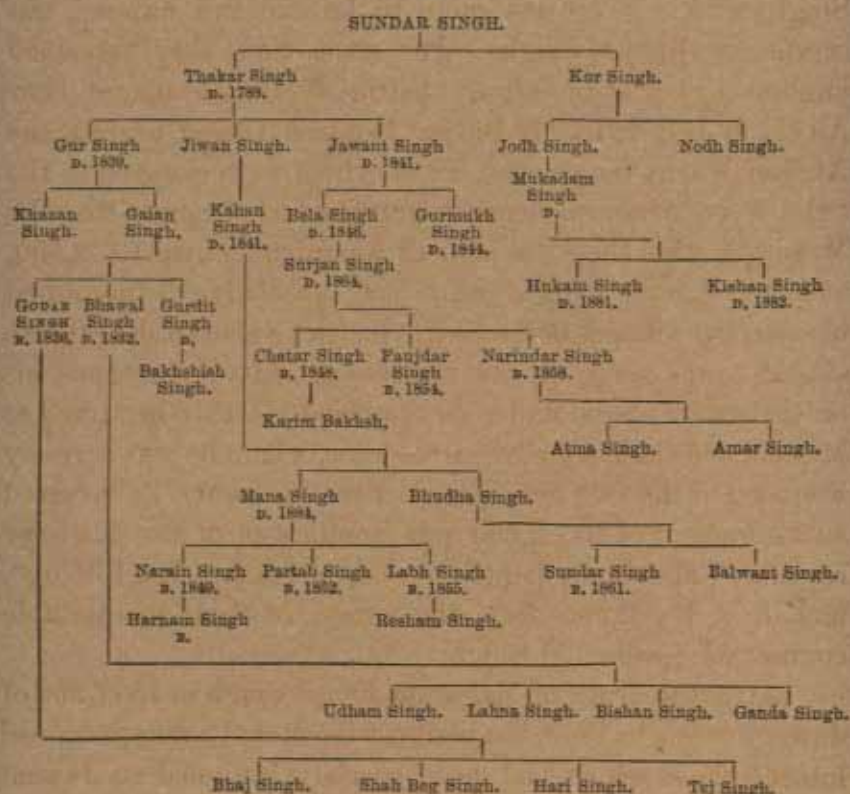 SUNDAR SINGH.
Thakar Singh Kor Singh.
D. 1788.
Gur Singh Jiwan Singh. Jawant Singh Jodh Singh. Nodh Singh.
D. 1839. D. 1841.
Mukadam
Singh
D.
Khazan Gaian Kahan Bela Singh Gurmukh
Singh. Singh. Singh D. 1846. Singh
D. 1841. D. 1844.
Surjan Singh
D. 1864.
Hukam Singh Kishan Singh
D. 1881. D. 1882.
GUDAR Bhawal Gurdit
SINGH Singh Singh
B. 1826. B. 1832. D.
Bakhshish
Singh.
Chatar Singh Faujdar Narindar Singh
B. 1848. Singh B. 1858.
B. 1854.
Karim Bakhsh.
Atma Singh. Amar Singh.
Mana Singh Bhudha Singh.
D. 1884.
Narain Singh Partab Singh Labh Singh Sundar Singh Balwant Singh.
B. 1849. B. 1852. B. 1855. B. 1861.
Harnam Singh Resham Singh.
B.
Udham Singh. Lahna Singh. Bishan Singh. Ganda Singh.
Bhaj Singh. Shah Beg Singh. Hari Singh. Tej Singh.